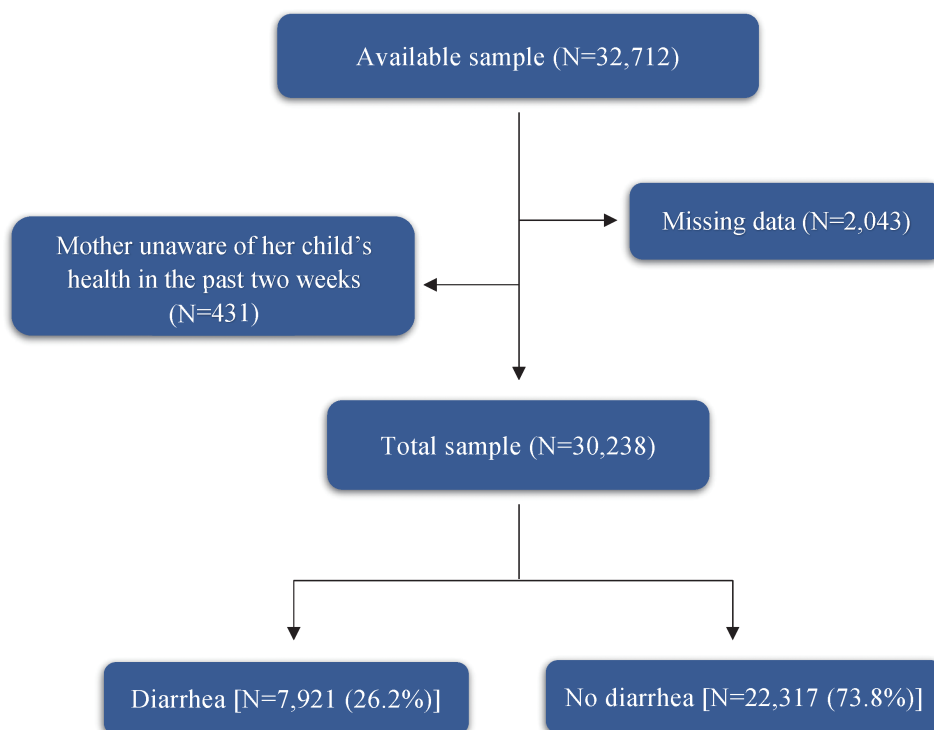 Available sample (N=32,712)
Missing data (N=2,043)
Mother unaware of her child’s
health in the past two weeks
(N=431)
Total sample (N=30,238)
Diarrhea [N=7,921 (26.2%)]
No diarrhea [N=22,317 (73.8%)]